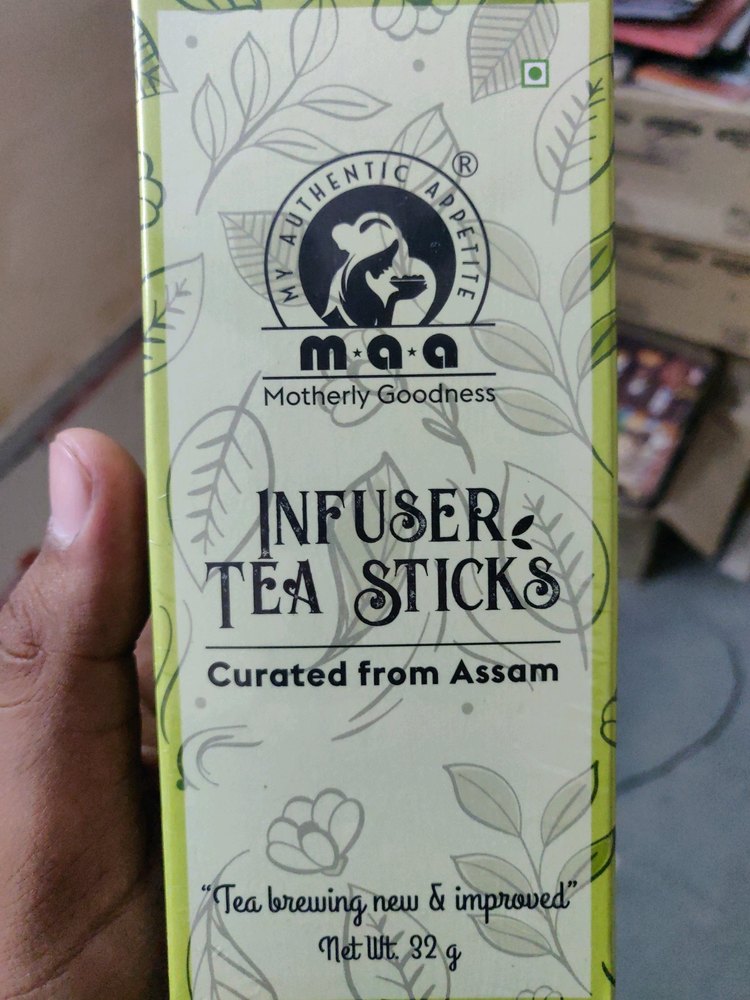 MY AUTHENTIC APPETITE ®
m★a★a
Motherly Goodness
INFUSER
TEA STICKS
Curated from Assam
“Tea brewing new & improved”
Net Wt. 32 g